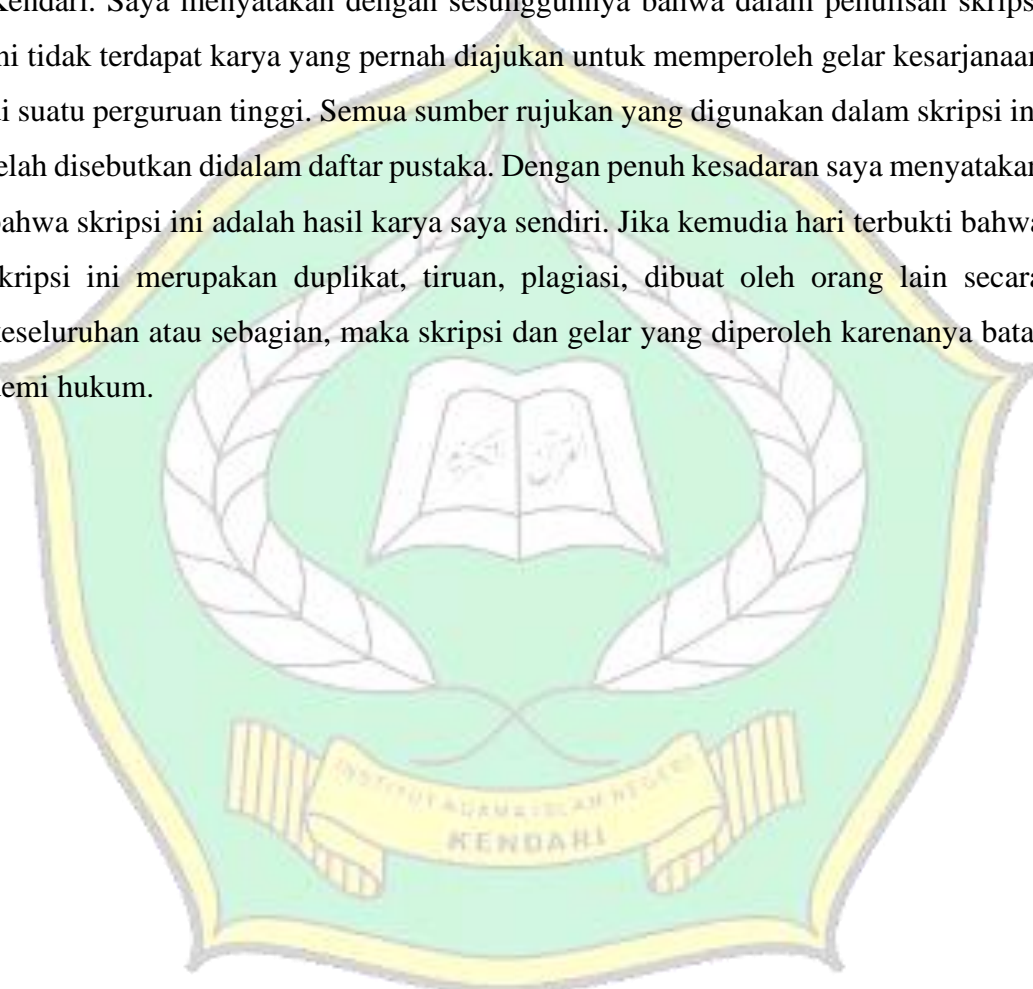 Kendari. Saya menyatakan dengan sesungguhnya bahwa dalam penulisan skripsi
ini tidak terdapat karya yang pernah diajukan untuk memperoleh gelar kesarjanaan
di suatu perguruan tinggi. Semua sumber rujukan yang digunakan dalam skripsi ini
telah disebutkan didalam daftar pustaka. Dengan penuh kesadaran saya menyatakan
bahwa skripsi ini adalah hasil karya saya sendiri. Jika kemudia hari terbukti bahwa
skripsi ini merupakan duplikat, tiruan, plagiasi, dibuat oleh orang lain secara
keseluruhan atau sebagian, maka skripsi dan gelar yang diperoleh karenanya batal
demi hukum.
INSTITUT AGAMA ISLAM NEGERI
KENDARI